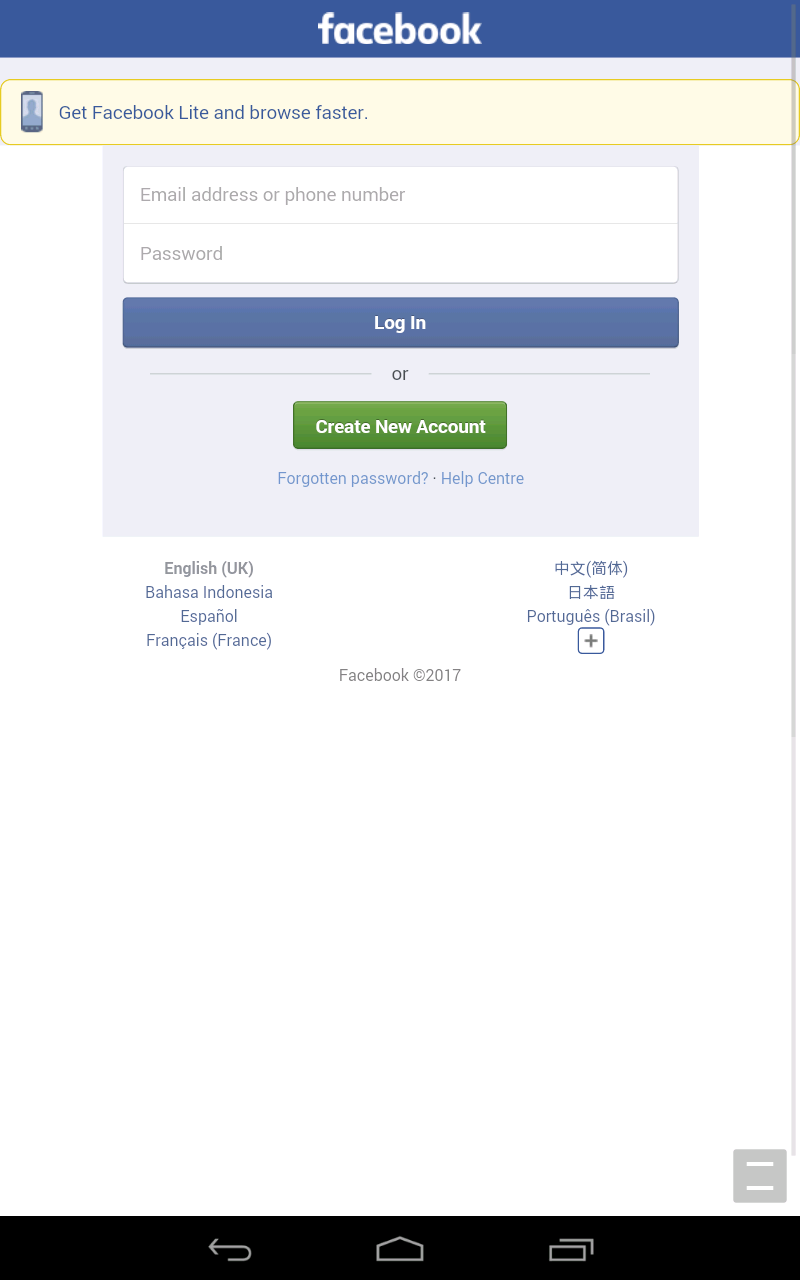 facebook
Get Facebook Lite and browse faster.
Email address or phone number
Password
Log In
or
Create New Account
Forgotten password? · Help Centre
English (UK)
Bahasa Indonesia
Español
Français (France)
中文(简体)
日本語
Português (Brasil)
Facebook ©2017